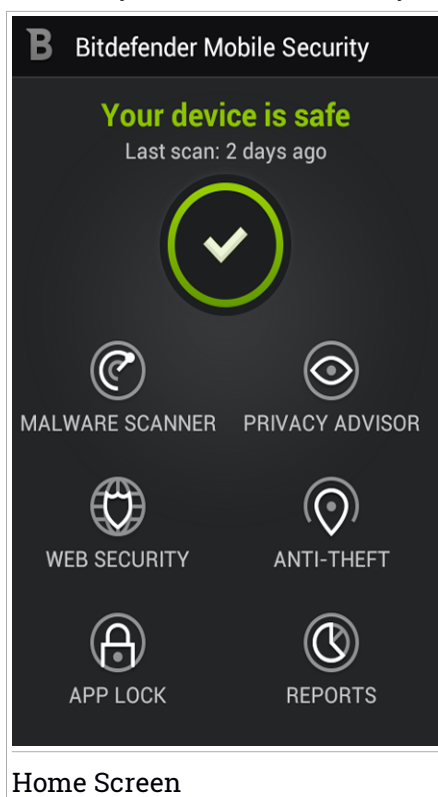 B Bitdefender Mobile Security
Your device is safe
Last scan: 2 days ago
MALWARE SCANNER PRIVACY ADVISOR
WEB SECURITY ANTI-THEFT
APP LOCK REPORTS
Home Screen